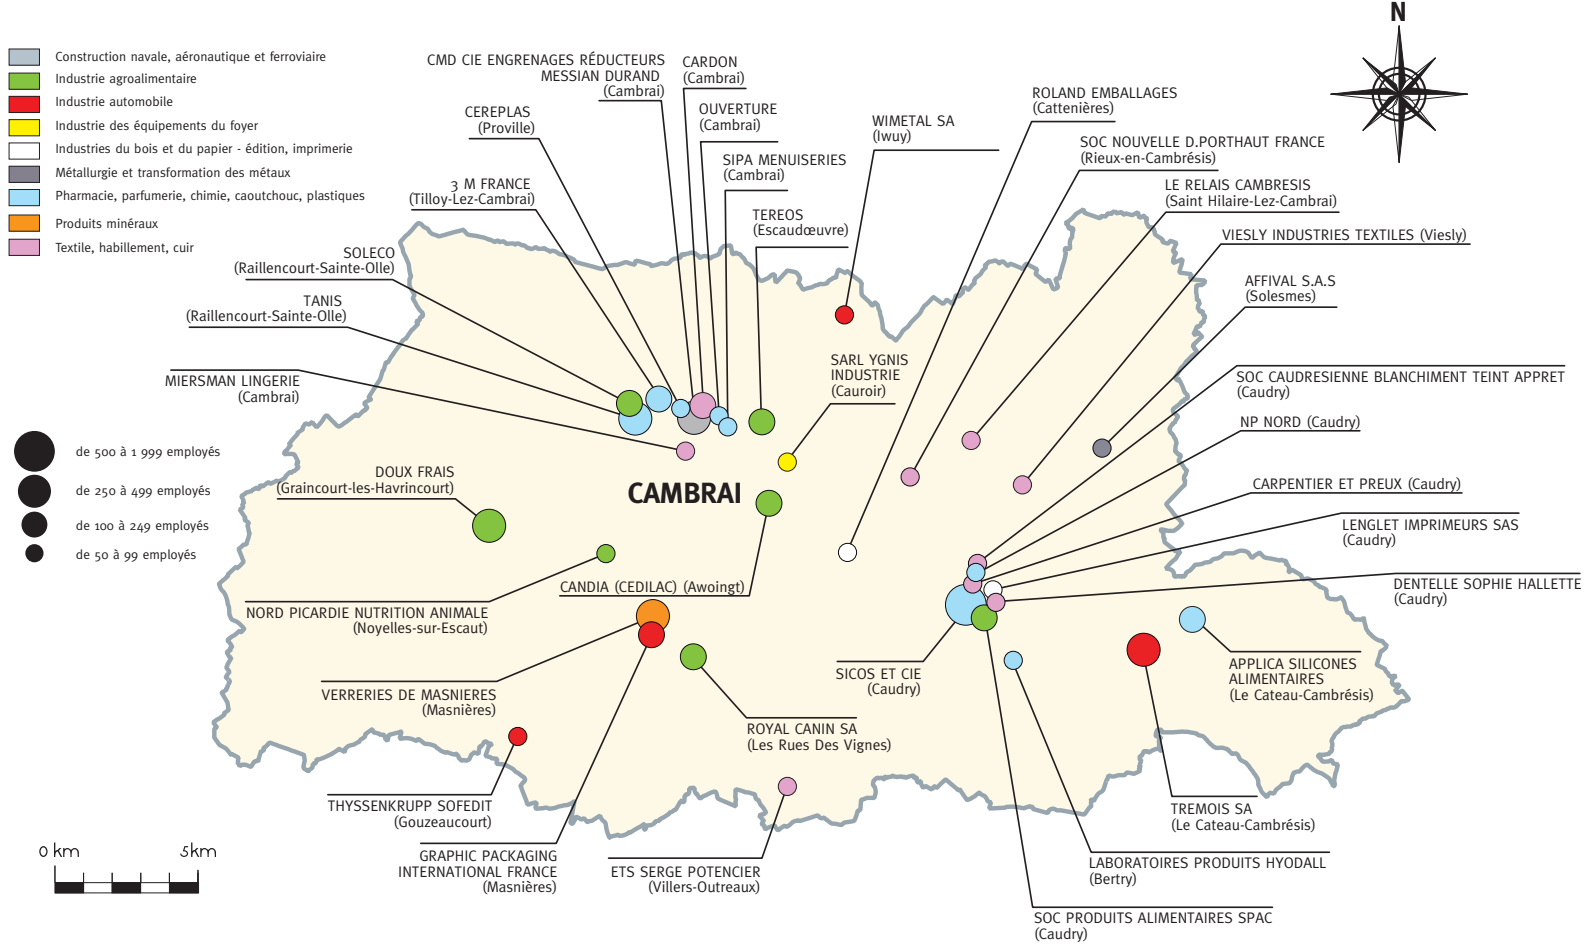 N
Construction navale, aéronautique et ferroviaire
Industrie agroalimentaire
Industrie automobile
Industrie des équipements du foyer
Industries du bois et du papier - édition, imprimerie
Métallurgie et transformation des métaux
Pharmacie, parfumerie, chimie, caoutchouc, plastiques
Produits minéraux
Textile, habillement, cuir
CMD CIE ENGRENAGES RÉDUCTEURS
MESSIAN DURAND
(Cambrai)
CARDON
(Cambrai)
CEREPLAS
(Proville)
OUVERTURE
(Cambrai)
SIPA MENUISERIES
(Cambrai)
3 M FRANCE
(Tilloy-Lez-Cambrai)
TEREOS
(Escaudœuvre)
SOLECO
(Raillencourt-Sainte-Olle)
TANIS
(Raillencourt-Sainte-Olle)
MIERSMAN LINGERIE
(Cambrai)
WIMETAL SA
(Iwuy)
ROLAND EMBALLAGES
(Cattenières)
SOC NOUVELLE D.PORTHAUT FRANCE
(Rieux-en-Cambrésis)
LE RELAIS CAMBRESIS
(Saint Hilaire-Lez-Cambrai)
VIESLY INDUSTRIES TEXTILES (Viesly)
AFFIVAL S.A.S
(Solesmes)
SARL YGNIS
INDUSTRIE
(Cauroir)
SOC CAUDRESIENNE BLANCHIMENT TEINT APPRET
(Caudry)
NP NORD (Caudry)
CARPENTIER ET PREUX (Caudry)
LENGLET IMPRIMEURS SAS
(Caudry)
DENTELLE SOPHIE HALLETTE
(Caudry)
de 500 à 1 999 employés
de 250 à 499 employés
de 100 à 249 employés
de 50 à 99 employés
DOUX FRAIS
(Graincourt-les-Havrincourt)
CAMBRAI
CANDIA (CEDILAC) (Awoingt)
NORD PICARDIE NUTRITION ANIMALE
(Noyelles-sur-Escaut)
VERRERIES DE MASNIERES
(Masnières)
SICOS ET CIE
(Caudry)
APPLICA SILICONES
ALIMENTAIRES
(Le Cateau-Cambrésis)
ROYAL CANIN SA
(Les Rues Des Vignes)
THYSSENKRUPP SOFEDIT
(Gouzeaucourt)
TREMOIS SA
(Le Cateau-Cambrésis)
GRAPHIC PACKAGING
INTERNATIONAL FRANCE
(Masnières)
ETS SERGE POTENCIER
(Villers-Outreaux)
LABORATOIRES PRODUITS HYODALL
(Bertry)
SOC PRODUITS ALIMENTAIRES SPAC
(Caudry)
0 km 5km